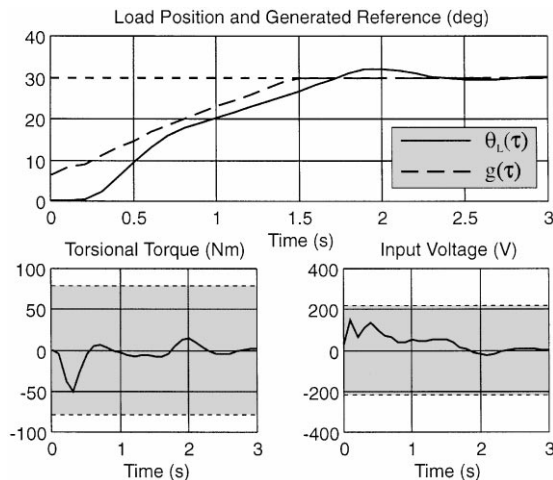 Load Position and Generated Reference (deg)
40
30
20
10
0
θL(τ)
g(τ)
0 0.5 1 1.5 2 2.5 3
Time (s)
Torsional Torque (Nm)
100
50
0
-50
-100
0 1 2 3
Time (s)
Input Voltage (V)
400
200
0
-200
-400
0 1 2 3
Time (s)